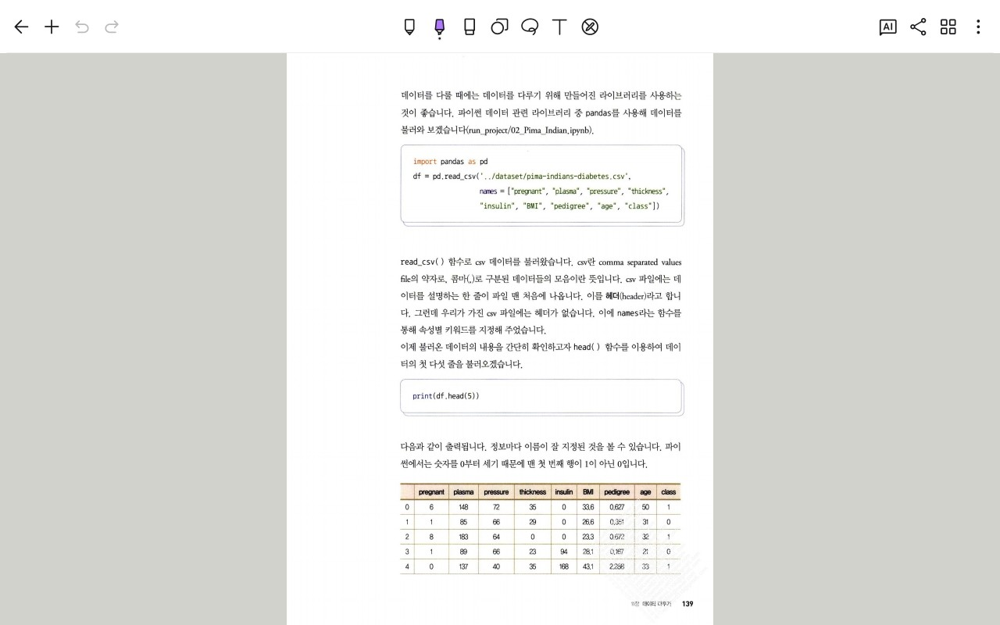 AI
T
데이터를 다룰 때에는 데이터를 다루기 위해 만들어진 라이브러리를 사용하는
것이 좋습니다. 파이썬 데이터 관련 라이브러리 중 pandas를 사용해 데이터를
불러와 보겠습니다(run_project/02_Pima_Indian.ipynb).
import pandas as pd
df = pd.read_csv('../dataset/pima-indians-diabetes.csv',
names = ["pregnant", "plasma", "pressure", "thickness",
"insulin", "BMI", "pedigree", "age", "class"])
read_csv() 함수로 csv 데이터를 불러왔습니다. csv란 comma separated values
file의 약자로, 콤마(,)로 구분된 데이터들의 모음이란 뜻입니다. csv 파일에는 데
이터를 설명하는 한 줄이 파일 맨 처음에 나옵니다. 이를 헤더(header)라고 합니
다. 그런데 우리가 가진 csv 파일에는 헤더가 없습니다. 이에 names라는 함수를
통해 속성별 키워드를 지정해 주었습니다.
이제 불러온 데이터의 내용을 간단히 확인하고자 head() 함수를 이용하여 데이
터의 첫 다섯 줄을 불러오겠습니다.
print(df.head(5))
다음과 같이 출력됩니다. 정보마다 이름이 잘 지정된 것을 볼 수 있습니다. 파이
썬에서는 숫자를 0부터 세기 때문에 맨 첫 번째 행이 1이 아닌 0입니다.
pregnant plasma pressure thickness insulin BMI pedigree age class
0 6 148 72 35 0 33.6 0.627 50 1
1 1 85 66 29 0 26.6 0.351 31 0
2 8 183 64 0 0 23.3 0.672 32 1
3 1 89 66 23 94 28.1 0.167 21 0
4 0 137 40 35 168 43.1 2.288 33 1
11장 데이터 다루기 139